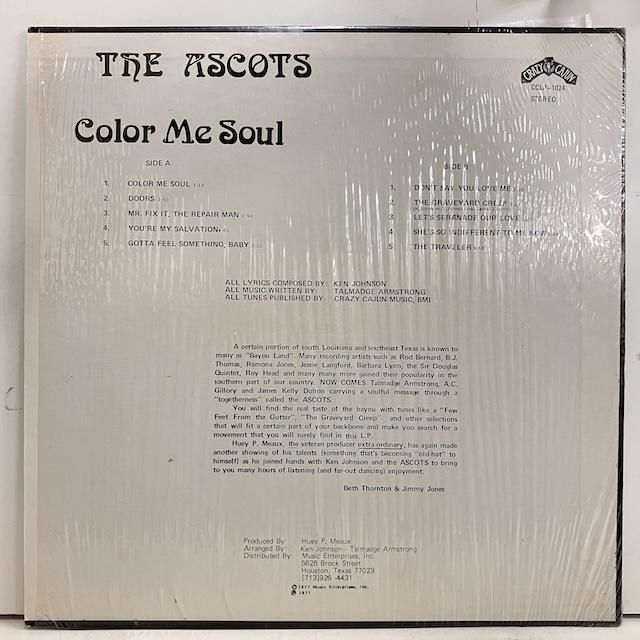 THE ASCOTS
CRAZY CAJUN
CCLP-1024
STEREO
Color Me Soul
SIDE A
1. COLOR ME SOUL
2. DOORS
3. MR. FIX IT, THE REPAIR MAN
4. YOU'RE MY SALVATION
5. GOTTA FEEL SOMETHING, BABY
SIDE B
1. DON'T SAY YOU LOVE ME
2. THE GRAVEYARD CREEP
3. LET'S SERANADE OUR LOVE
4. SHE'S SO INDIFFERENT TO ME NOW
5 THE TRAVELER
ALL LYRICS COMPOSED BY: KEN JOHNSON
ALL MUSIC WRITTEN BY: TALMADGE ARMSTRONG
ALL TUNES PUBLISHED BY: CRAZY CAJUN MUSIC, BMI
A certain portion of south Louisiana and southeast Texas is known to
many as "Bayou Land". Many recording artists such as Rod Bernard, B.J.
Thomas, Ramona Jones, Jessie Langford, Barbara Lynn, the Sir Douglas
Quintet, Roy Head and many many more gained their popularity in the
southern part of our country. NOW COMES Talmadge Armstrong, A.C.
Gillory and James Kelly Duhon carrying a soulful message through a
"togetherness" called the ASCOTS.
You will find the real taste of the bayou with tunes like a "Few
Feet From the Gutter", "The Graveyard Creep" and other selections
that will fit a certain part of your backbone and make you search for a
movement that you will surely find in this L.P.
Huey P. Meaux, the veteran producer extra-ordinary, has again made
another showing of his talents (something that's becoming "old-hat" to
himself) as he joined hands with Ken Johnson and the ASCOTS to bring
to you many hours of listening (and far-out dancing) enjoyment.
Beth Thornton & Jimmy Jones
Produced By: Huey P. Meaux
Arranged By: Ken Johnson - Talmadge Armstrong
Distributed By: Music Enterprises, Inc.
5626 Brock Street
Houston, Texas 77023
[713]926-4431
©1977 Music Enterprises, Inc.
℗ 1977